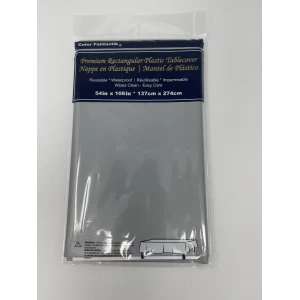 Color Fantastic
Premium Rectangular Plastic Tablecover
Nappe en Plastique | Mantel de Plástico
Reusable * Waterproof | Réutilisable * Imperméable
Wipes Clean - Easy Care
54in x 108in * 137cm x 274cm
WARNING